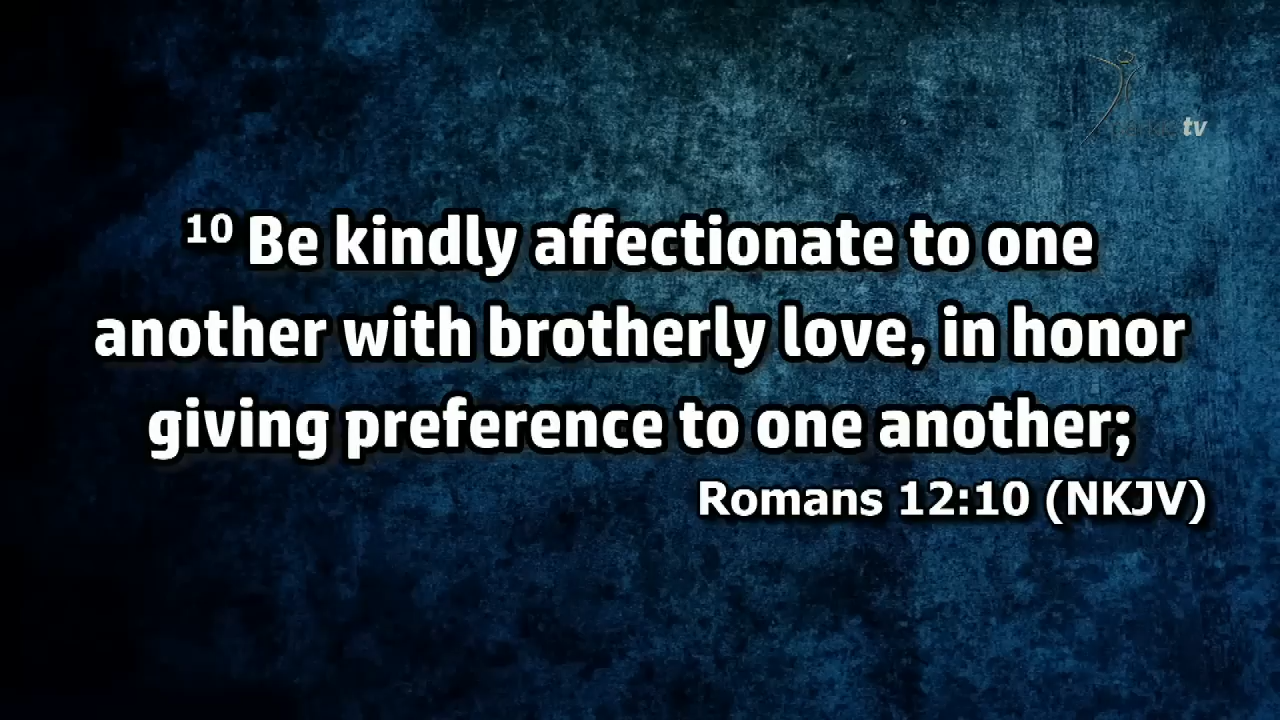 tv
¹⁰ Be kindly affectionate to one
another with brotherly love, in honor
giving preference to one another;
Romans 12:10 (NKJV)